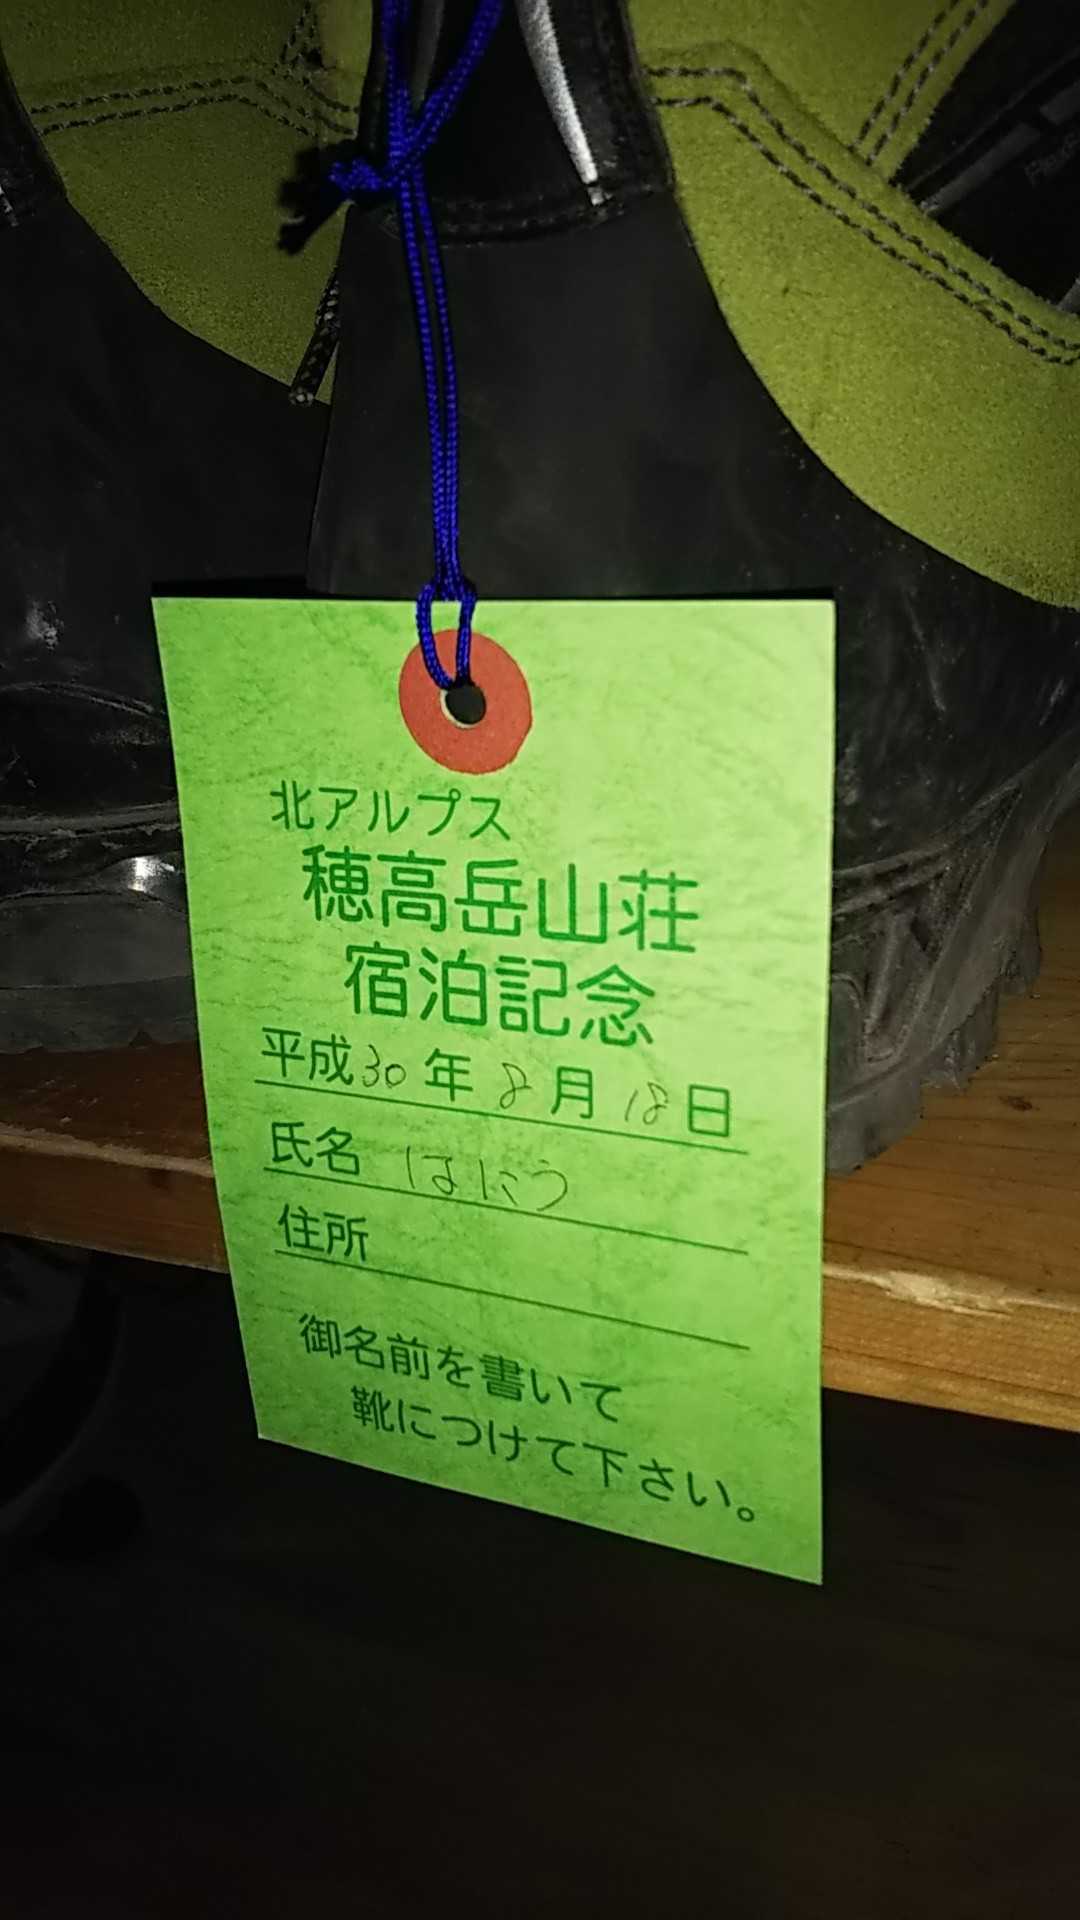 北アルプス
穂高岳山荘
宿泊記念
平成30年8月18日
氏名 はにう
住所
御名前を書いて
靴につけて下さい。